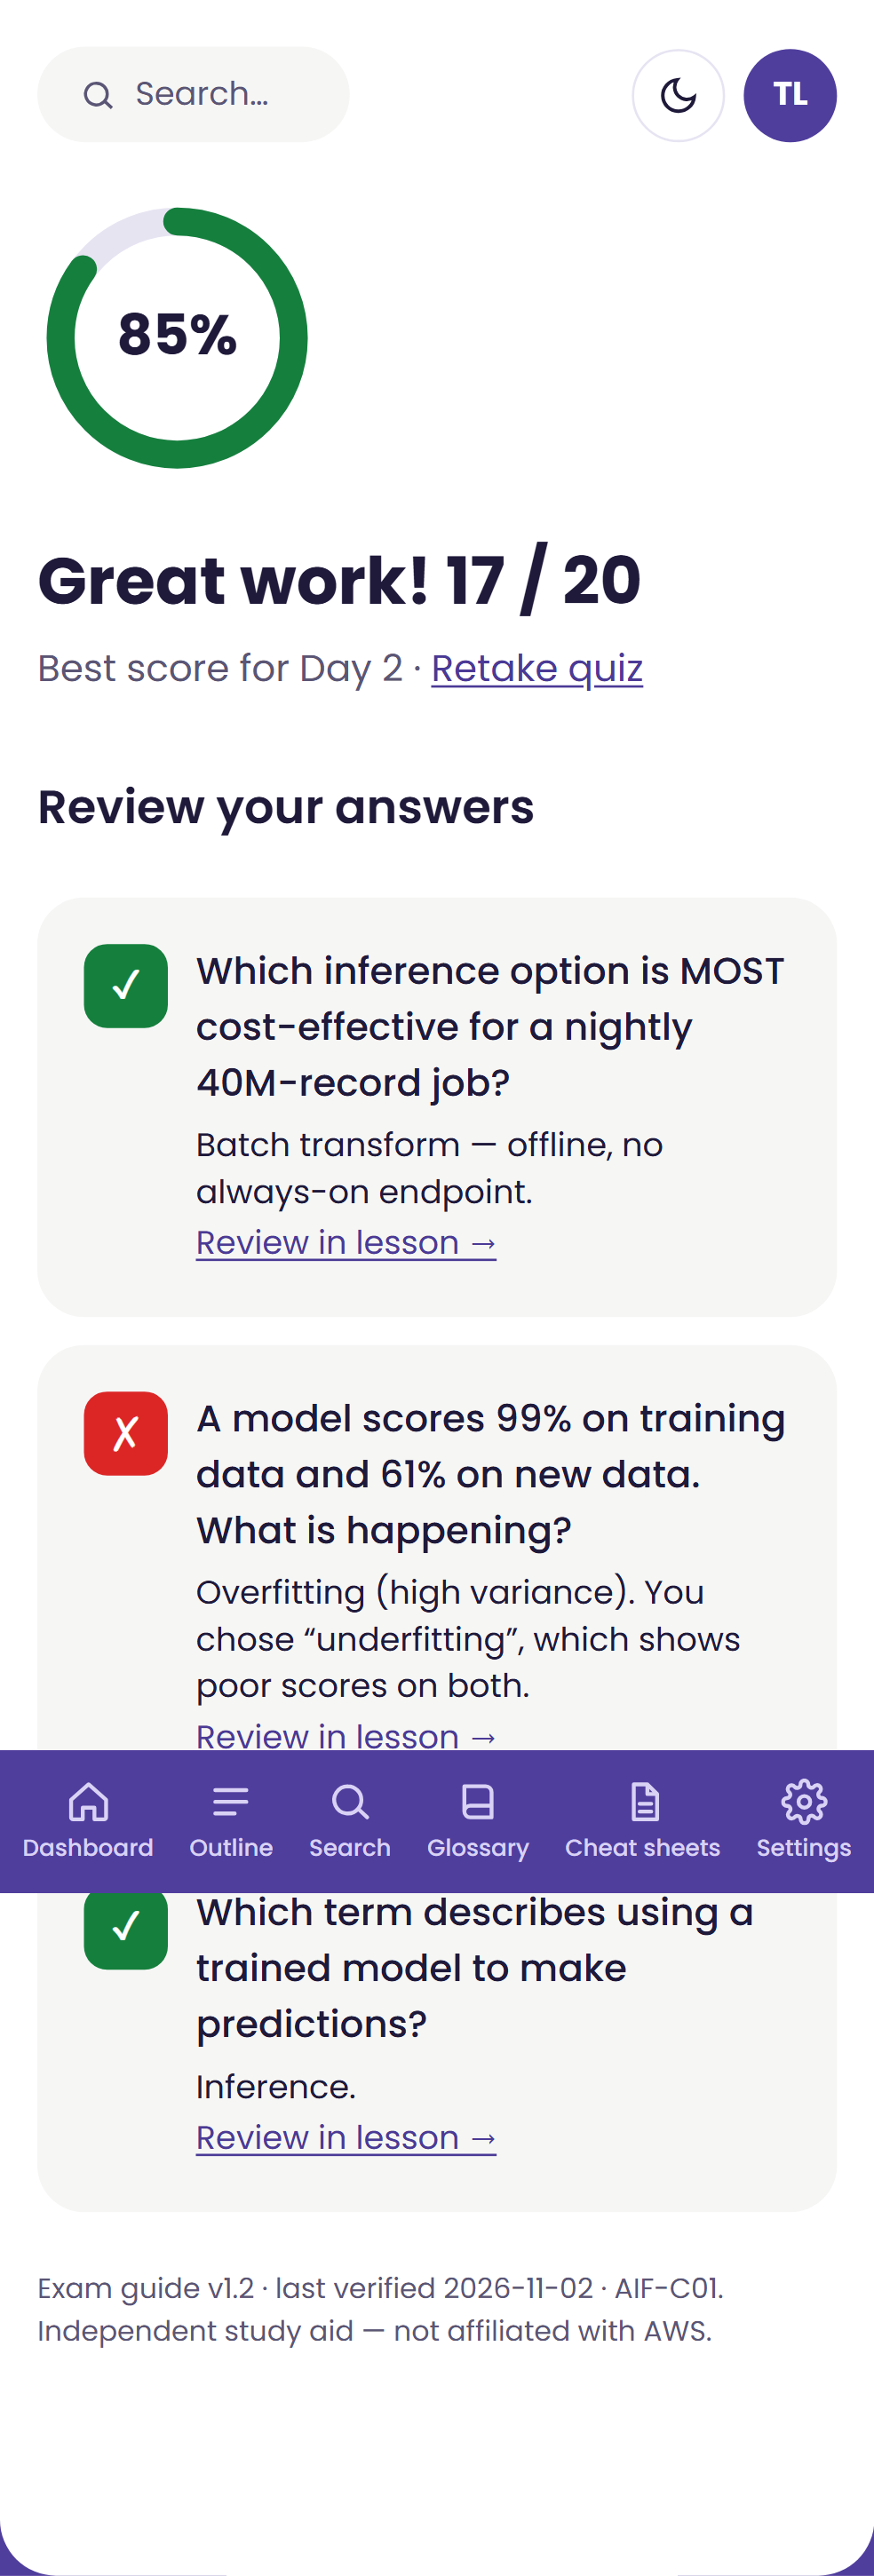 Search...
TL
85%
Great work! 17 / 20
Best score for Day 2 · Retake quiz
Review your answers
✓
Which inference option is MOST
cost-effective for a nightly
40M-record job?
Batch transform — offline, no
always-on endpoint.
Review in lesson →
✗
A model scores 99% on training
data and 61% on new data.
What is happening?
Overfitting (high variance). You
chose “underfitting”, which shows
poor scores on both.
Review in lesson →
Dashboard Outline Search Glossary Cheat sheets Settings
✓
Which term describes using a
trained model to make
predictions?
Inference.
Review in lesson →
Exam guide v1.2 · last verified 2026-11-02 · AIF-C01.
Independent study aid — not affiliated with AWS.